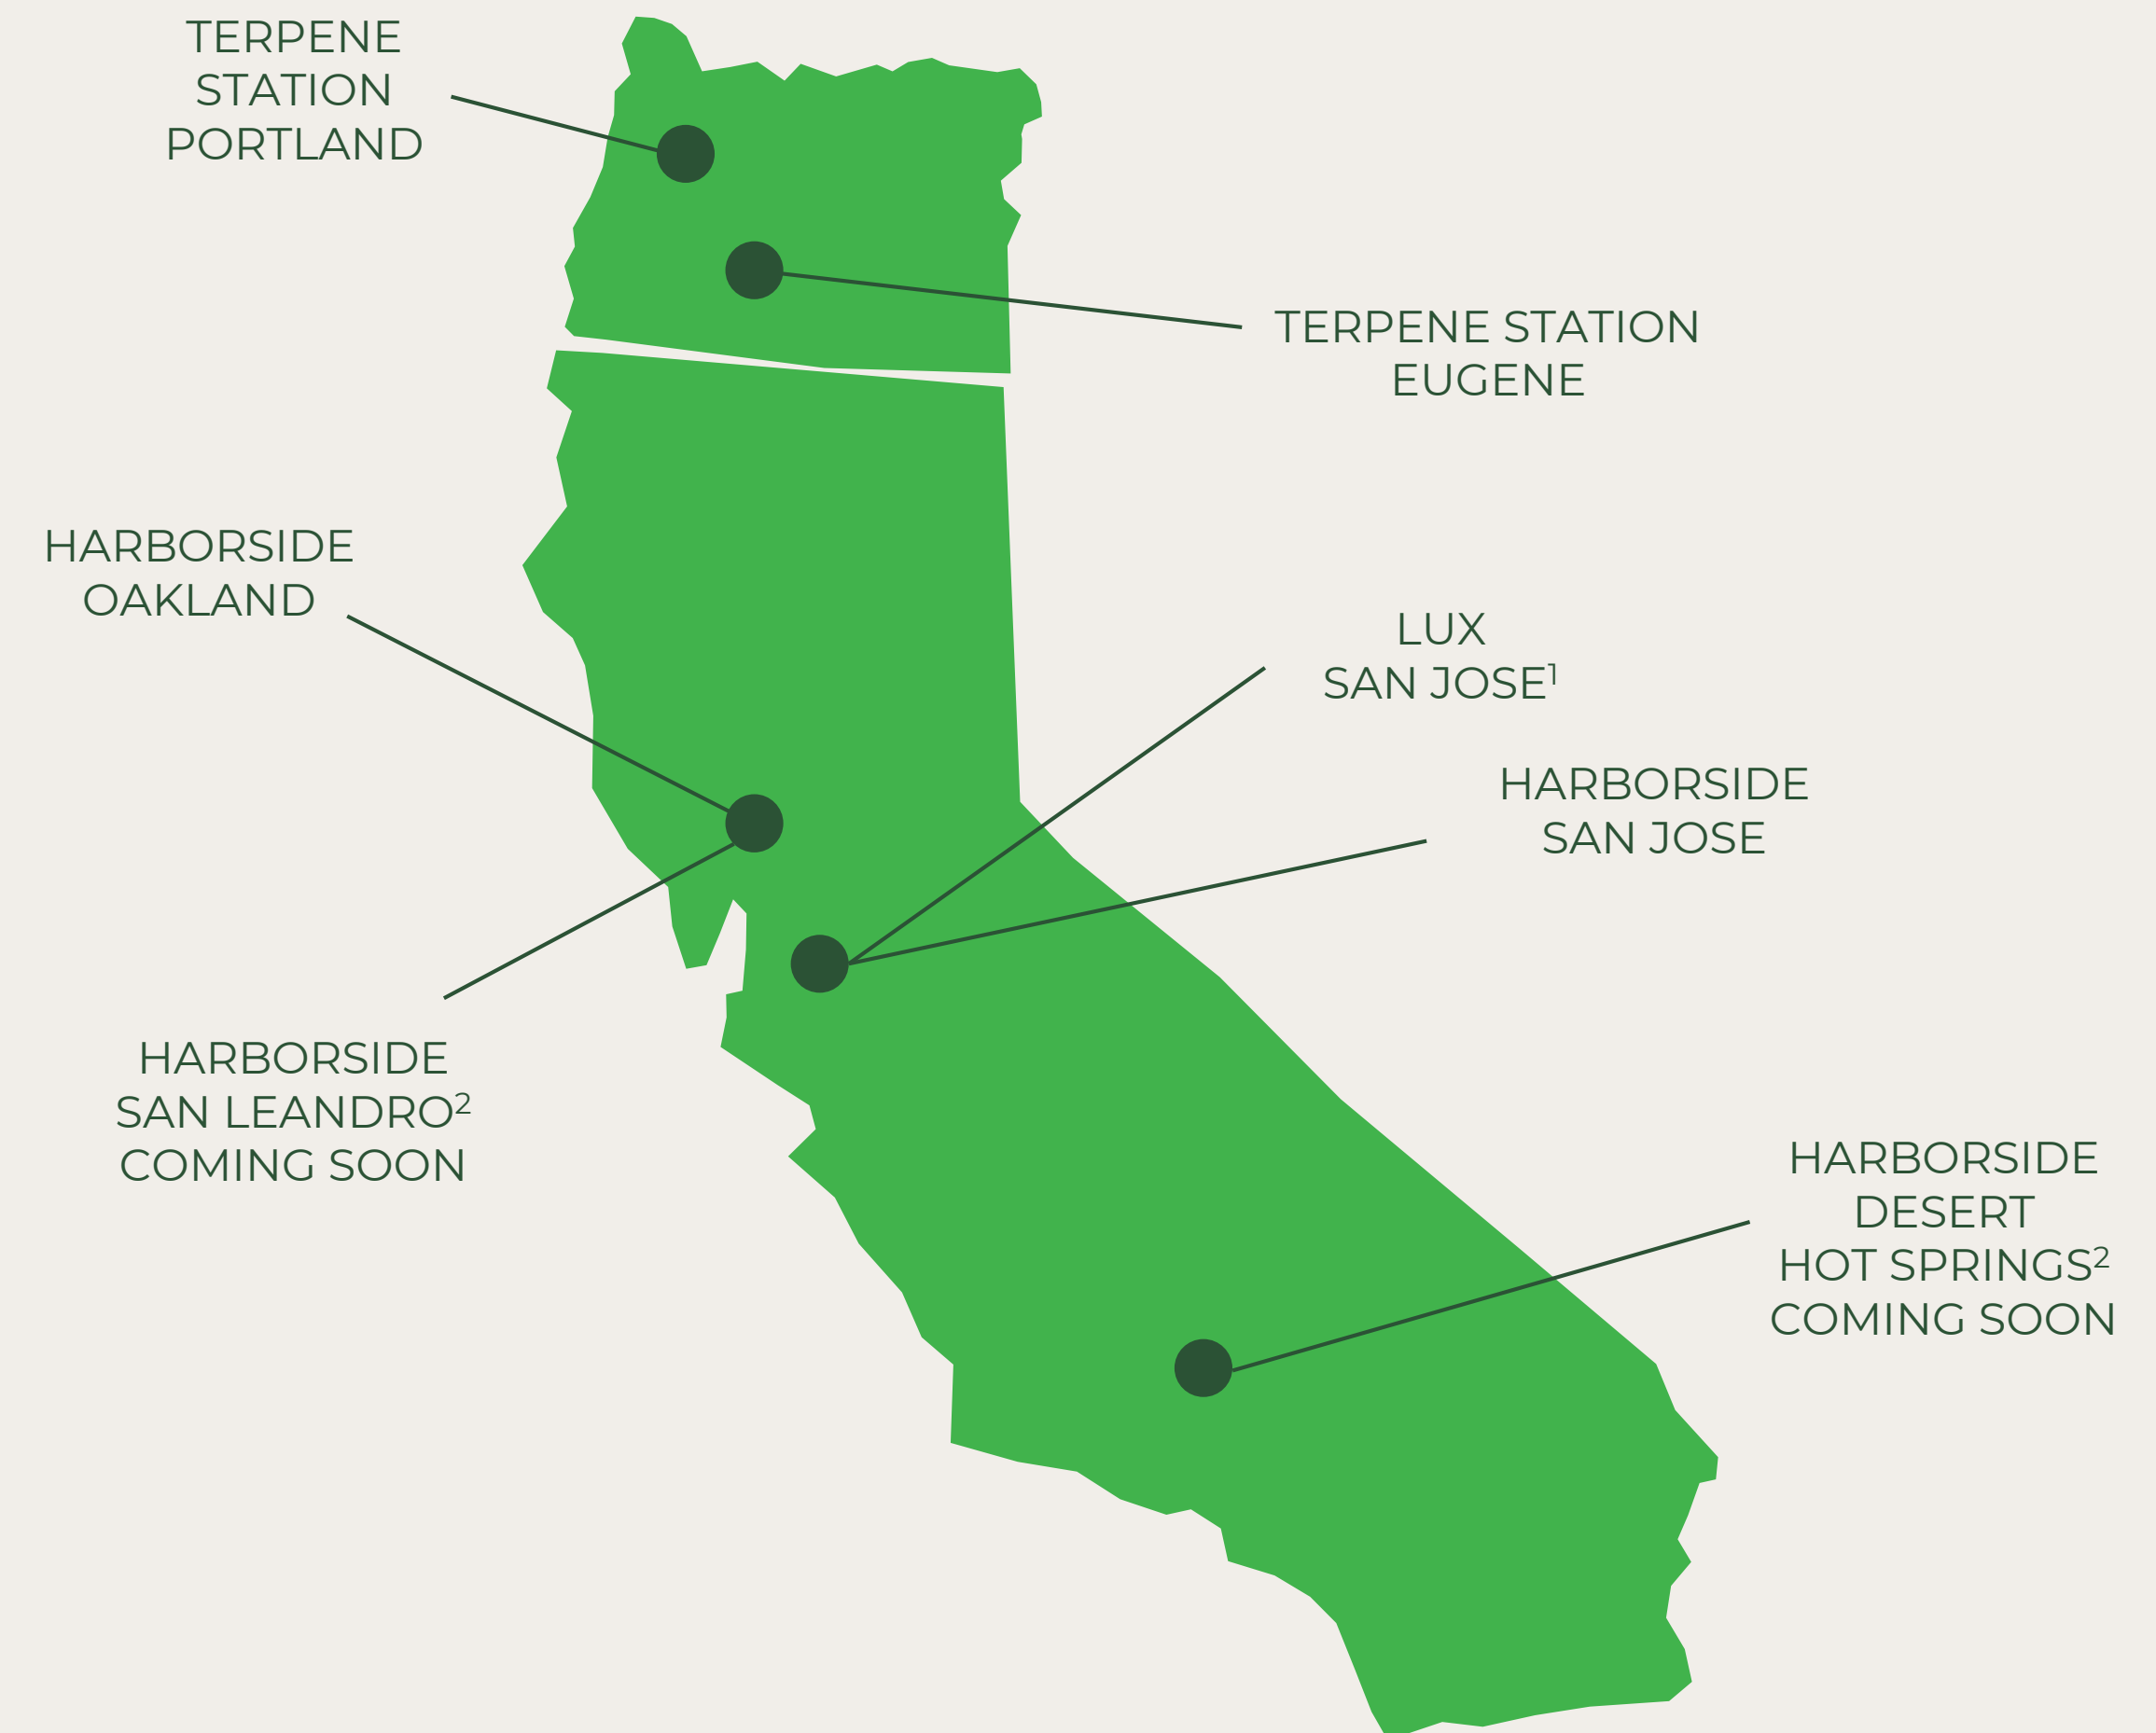 TERPENE
STATION
PORTLAND
TERPENE STATION
EUGENE
HARBORSIDE
OAKLAND
LUX
SAN JOSE¹
HARBORSIDE
SAN JOSE
HARBORSIDE
SAN LEANDRO²
COMING SOON
HARBORSIDE
DESERT
HOT SPRINGS²
COMING SOON